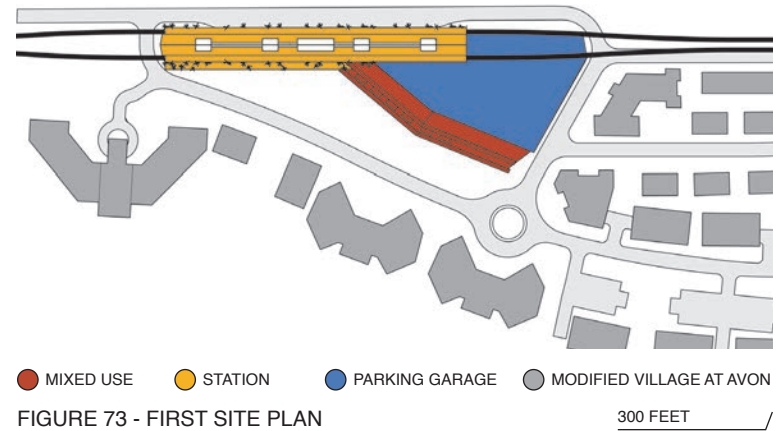 MIXED USE STATION PARKING GARAGE MODIFIED VILLAGE AT AVON
FIGURE 73 - FIRST SITE PLAN 300 FEET